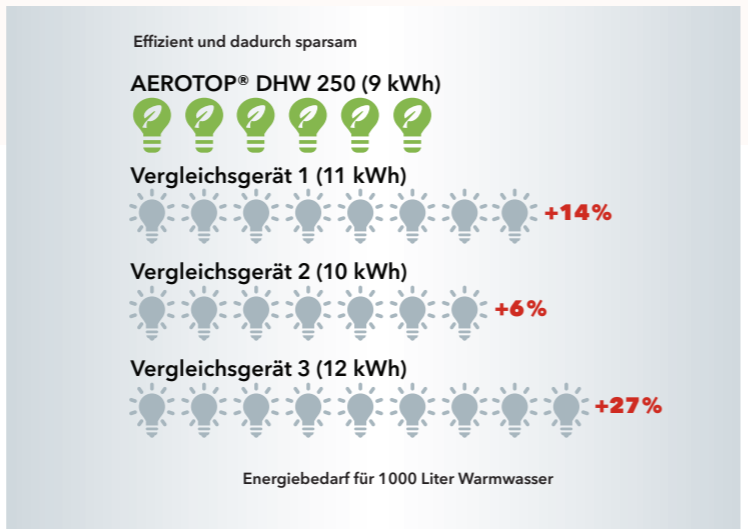 Effizient und dadurch sparsam
AEROTOP® DHW 250 (9 kWh)
Vergleichsgerät 1 (11 kWh)
+14%
Vergleichsgerät 2 (10 kWh)
+6%
Vergleichsgerät 3 (12 kWh)
+27%
Energiebedarf für 1000 Liter Warmwasser